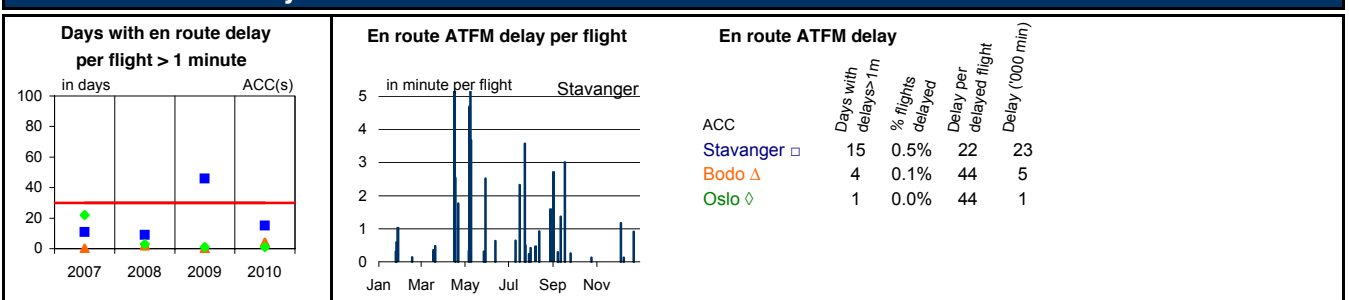 Days with en route delay
per flight > 1 minute
in days
ACC(s)
100
80
60
40
20
0
2007 2008 2009 2010
En route ATFM delay per flight
in minute per flight
Stavanger
5
4
3
2
1
0
Jan Mar May Jul Sep Nov
En route ATFM delay
ACC
Days with
delays>1m
% flights
delayed
Delay per
delayed flight
Delay ('000 min)
Stavanger □ 15 0.5% 22 23
Bodo Δ 4 0.1% 44 5
Oslo ◊ 1 0.0% 44 1